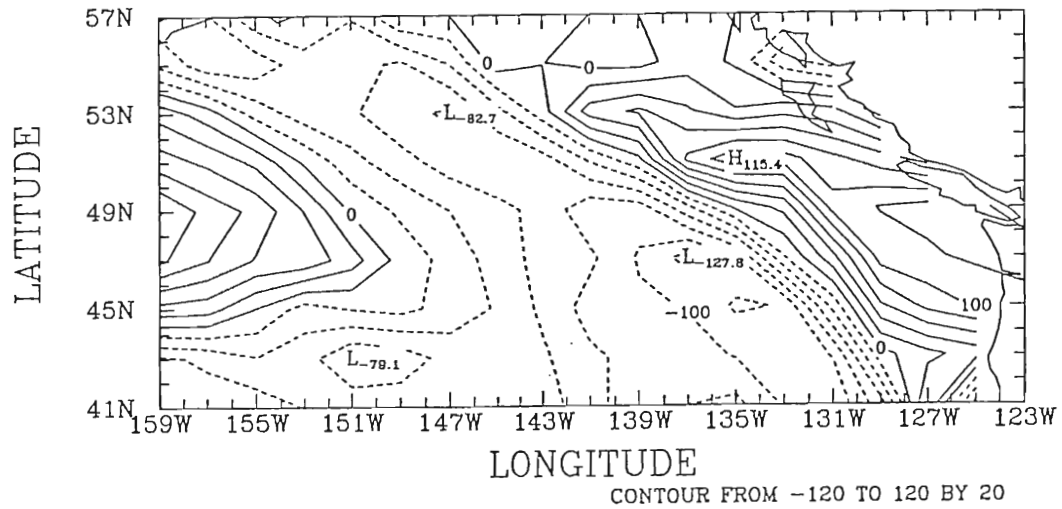 57N
53N
49N
45N
41N
LATITUDE
0
0
L-82.7
H115.4
0
L-127.8
-100
100
L-79.1
0
159W 155W 151W 147W 143W 139W 135W 131W 127W 123W
LONGITUDE
CONTOUR FROM -120 TO 120 BY 20